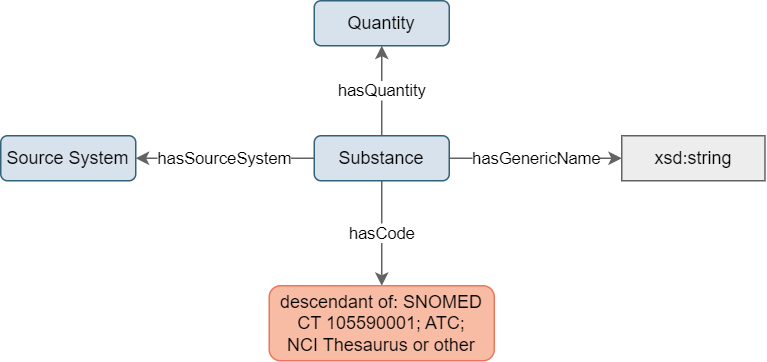 Quantity
hasQuantity
Source System
hasSourceSystem
Substance
hasGenericName
xsd:string
hasCode
descendant of: SNOMED
CT 105590001; ATC;
NCI Thesaurus or other